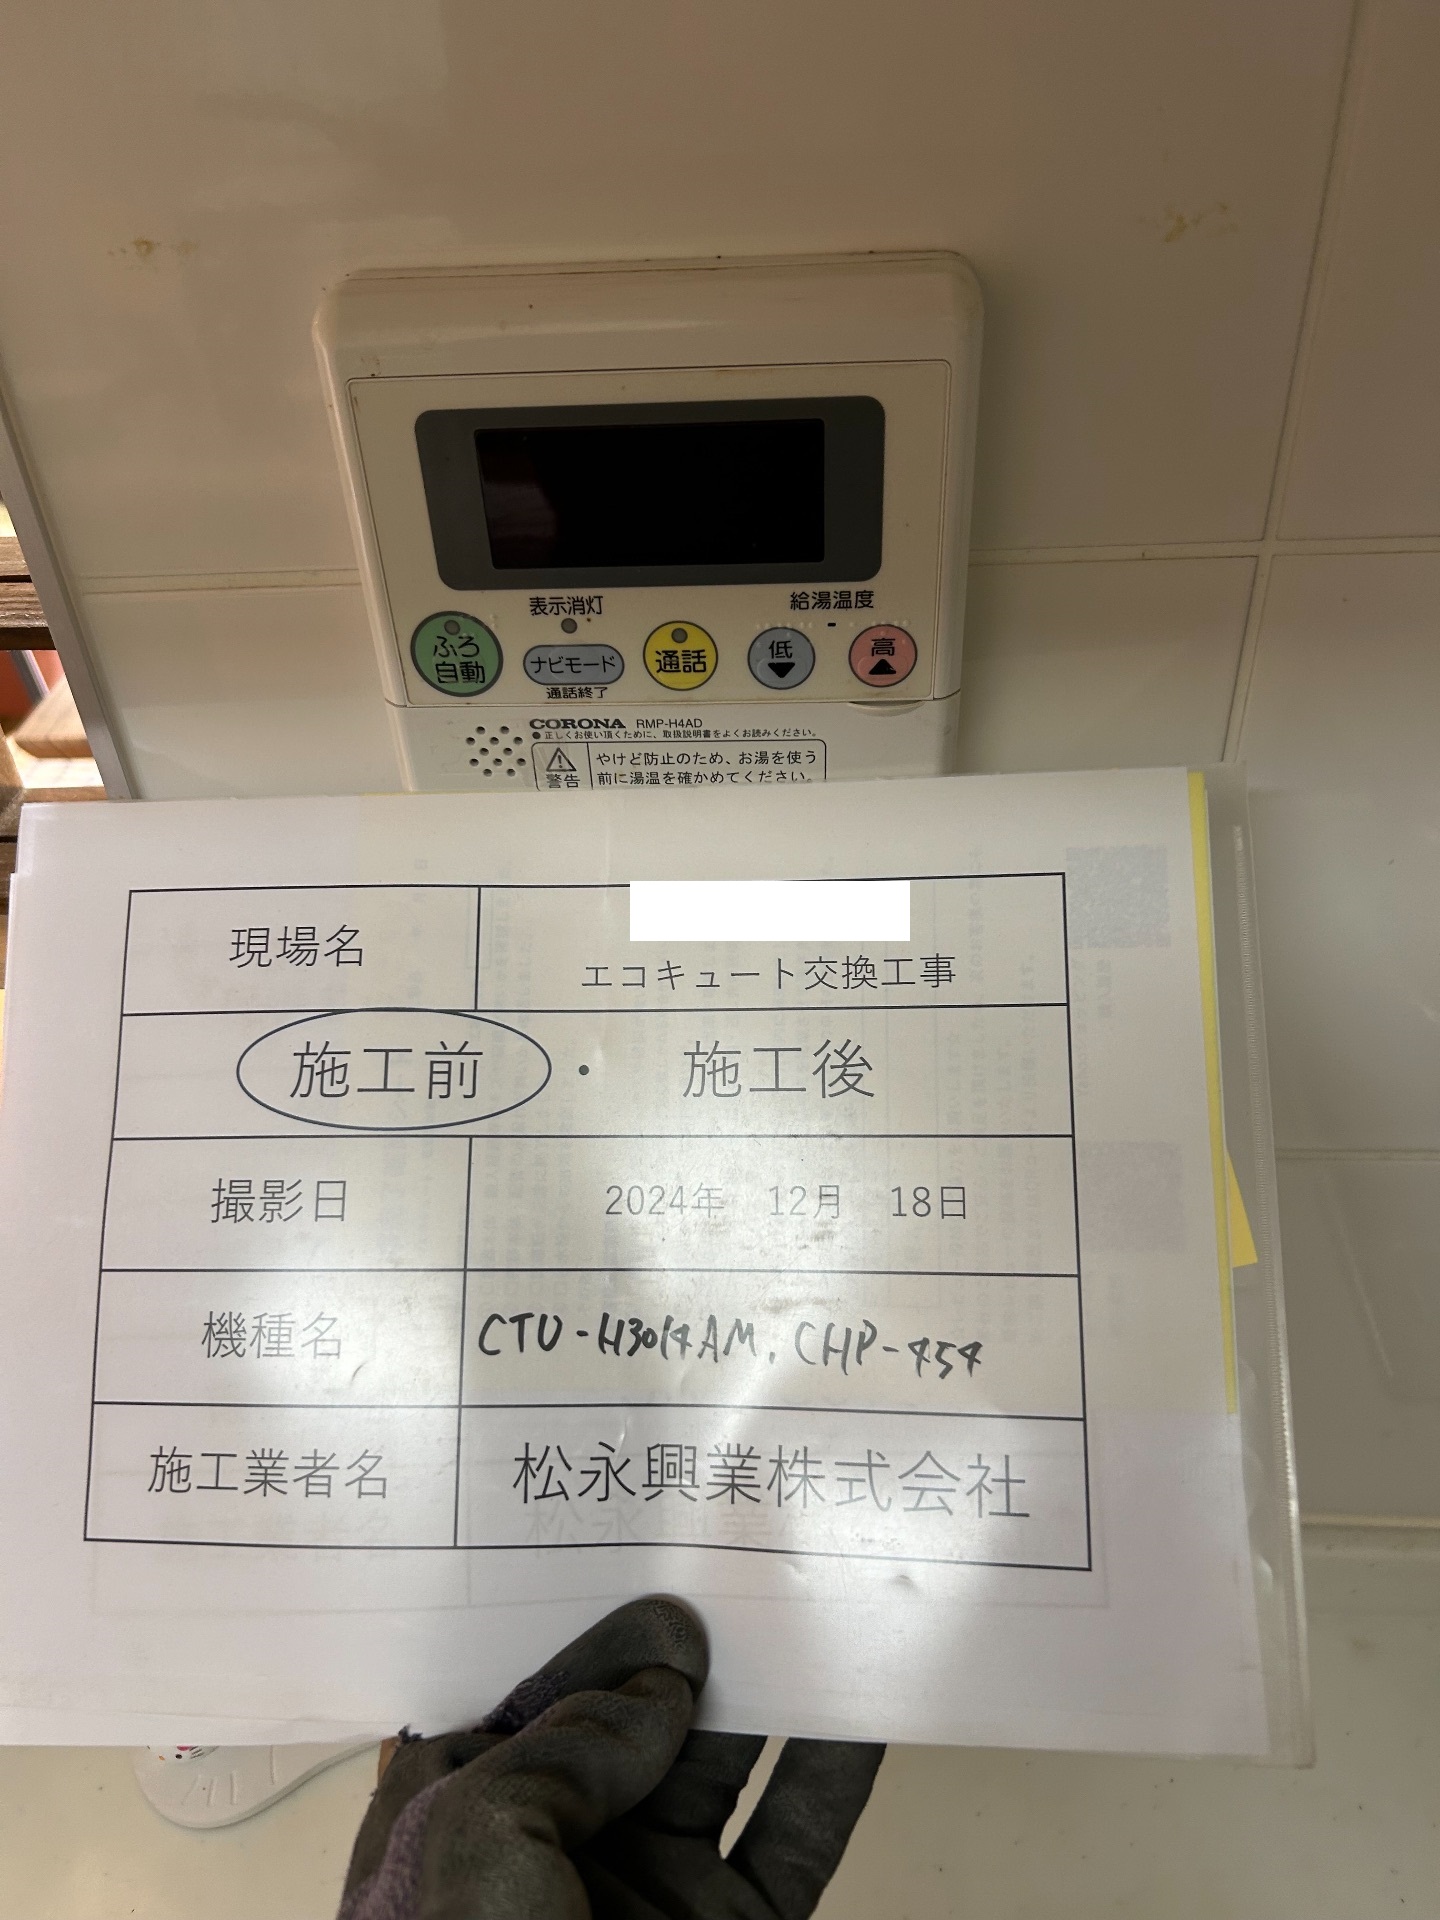 表示消灯
給湯温度
ふろ
自動
ナビモード
通話
低
高
通話終了
CORONA RMP-H4AD
●正しくお使い頂くために、取扱説明書をよくお読みください。
警告
やけど防止のため、お湯を使う
前に湯温を確かめてください。
現場名
エコキュート交換工事
施工前・施工後
撮影日 2024年 12月 18日
機種名 CTU-H3014AM, CHP-454
施工業者名 松永興業株式会社